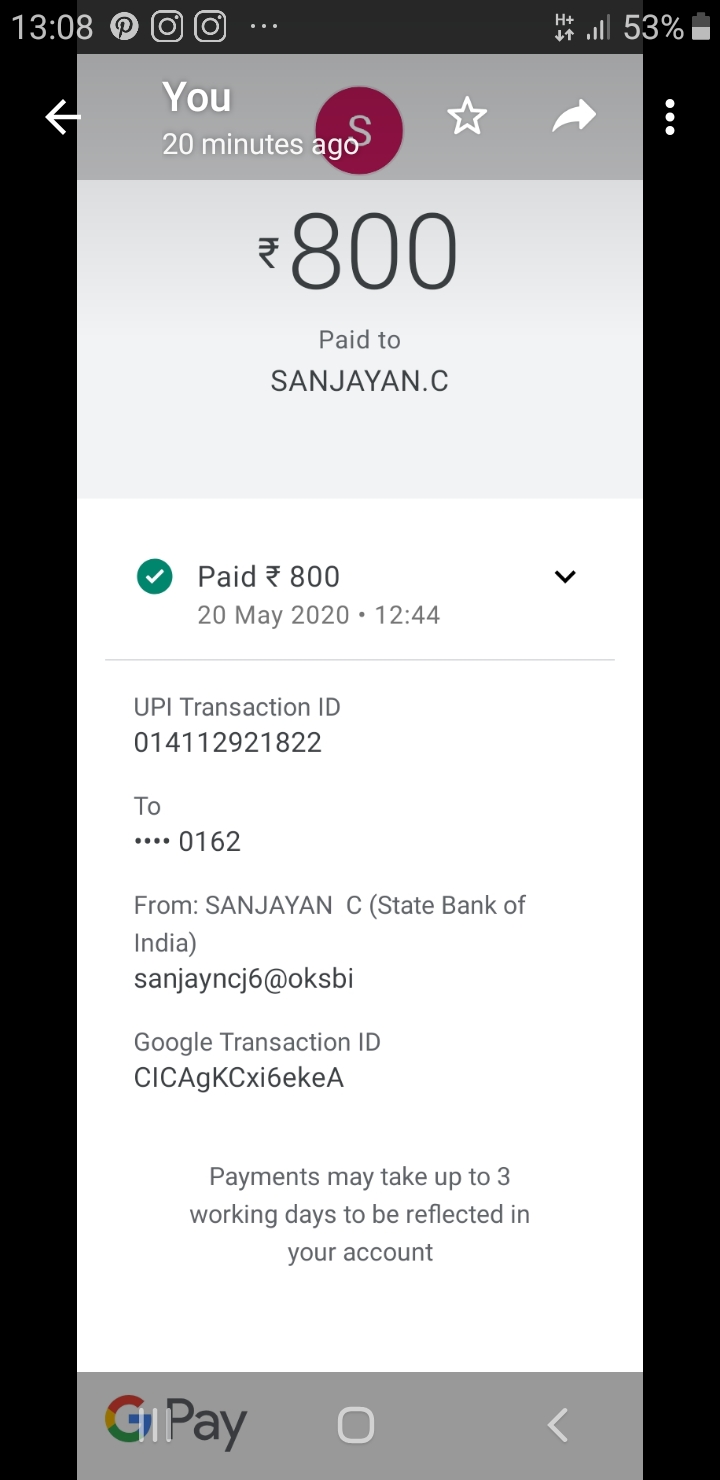 13:08 ··· H+ 53%
You
20 minutes ago
S
₹800
Paid to
SANJAYAN.C
Paid ₹ 800
20 May 2020 • 12:44
UPI Transaction ID
014112921822
To
•••• 0162
From: SANJAYAN  C (State Bank of
India)
sanjayncj6@oksbi
Google Transaction ID
CICAgKCxi6ekeA
Payments may take up to 3
working days to be reflected in
your account
G Pay